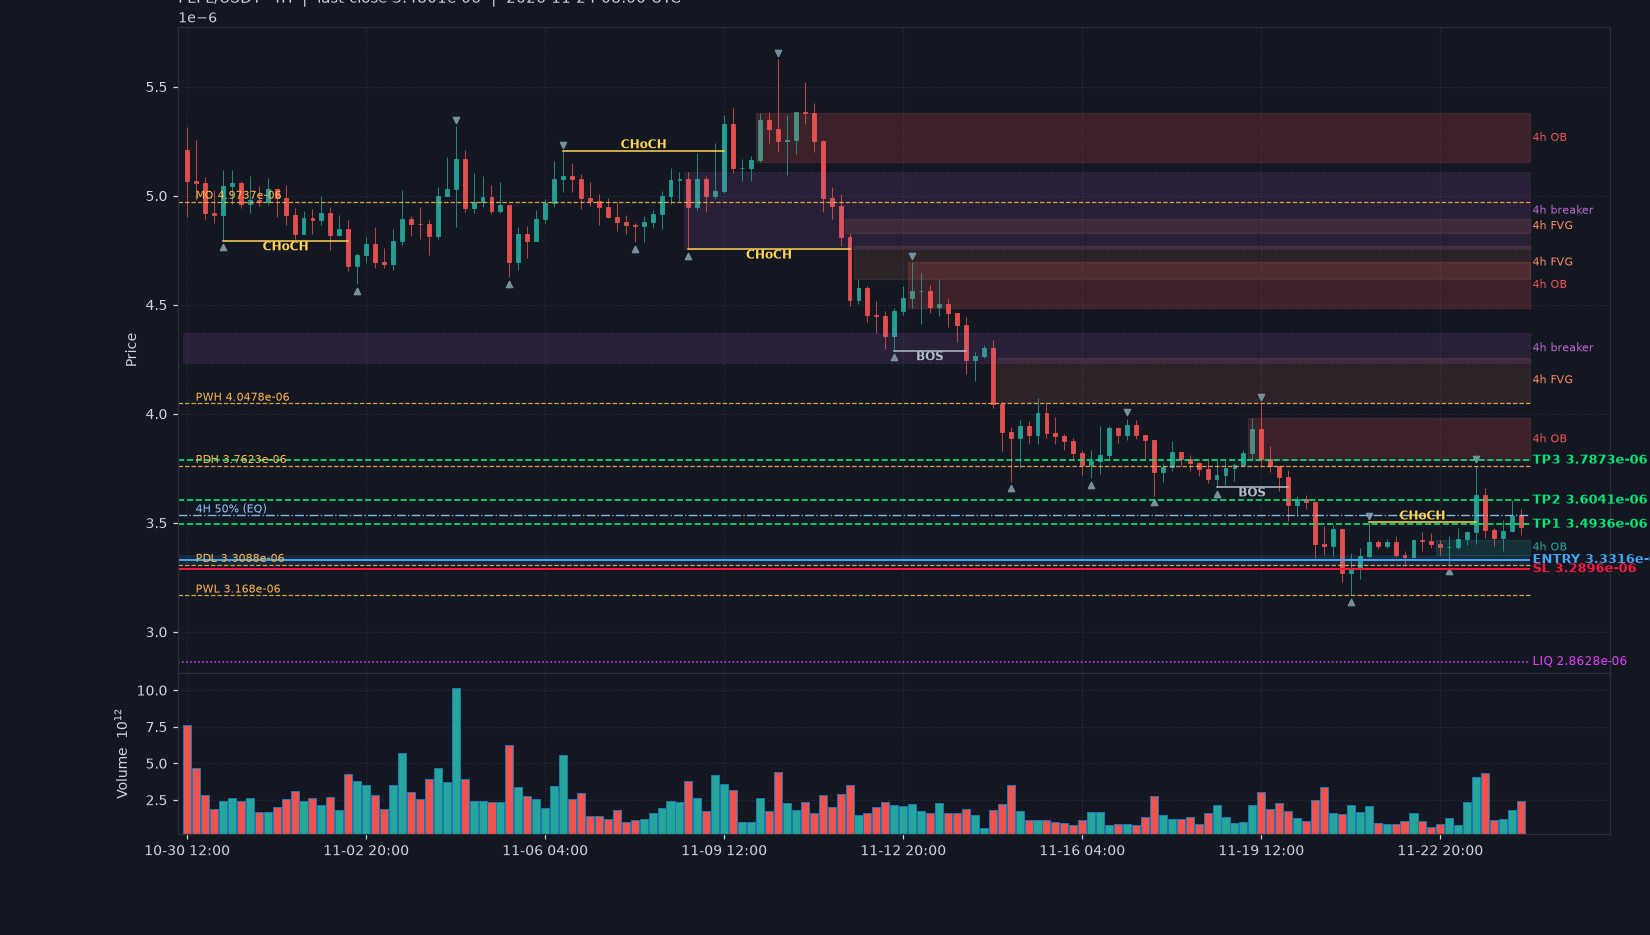 1e−6
5.5
5.0
4.5
4.0
3.5
3.0
Price
MO 4.9737e-06
PWH 4.0478e-06
PDH 3.7623e-06
4H 50% (EQ)
PDL 3.3088e-06
PWL 3.168e-06
CHoCH
CHoCH
CHoCH
BOS
BOS
CHoCH
4h OB
4h breaker
4h FVG
4h FVG
4h OB
4h breaker
4h FVG
4h OB
TP3 3.7873e-06
TP2 3.6041e-06
TP1 3.4936e-06
4h OB
ENTRY 3.3316e-
SL 3.2896e-06
LIQ 2.8628e-06
10.0
7.5
5.0
2.5
Volume 10¹²
10-30 12:00
11-02 20:00
11-06 04:00
11-09 12:00
11-12 20:00
11-16 04:00
11-19 12:00
11-22 20:00